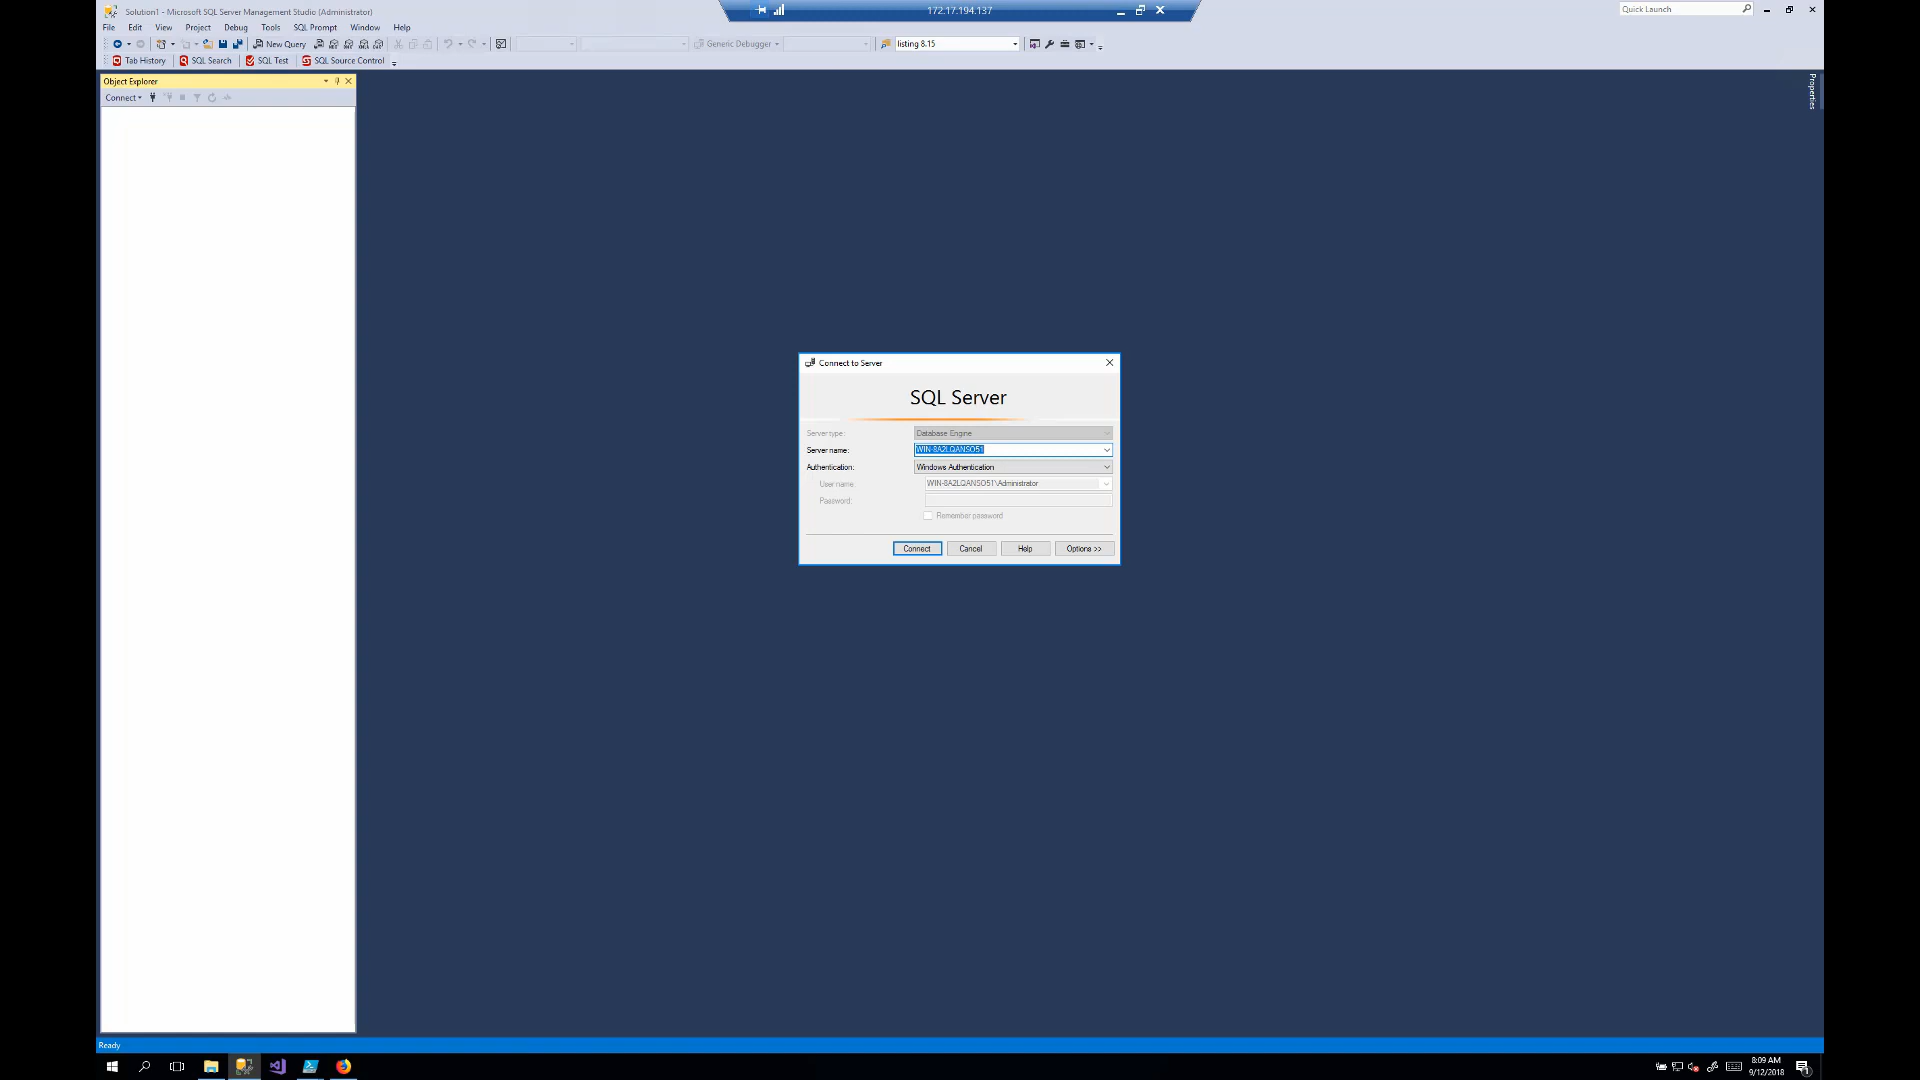 Solution1 - Microsoft SQL Server Management Studio (Administrator)
172.17.194.137
Quick Launch
File Edit View Project Debug Tools SQL Prompt Window Help
New Query
Generic Debugger
listing 8.15
Tab History SQL Search SQL Test SQL Source Control
Object Explorer
Connect
Properties
Connect to Server
SQL Server
Server type: Database Engine
Server name: WIN-8A2LQANSO51
Authentication: Windows Authentication
User name: WIN-8A2LQANSO51\Administrator
Password:
Remember password
Connect Cancel Help Options >>
Ready
8:09 AM
9/12/2018